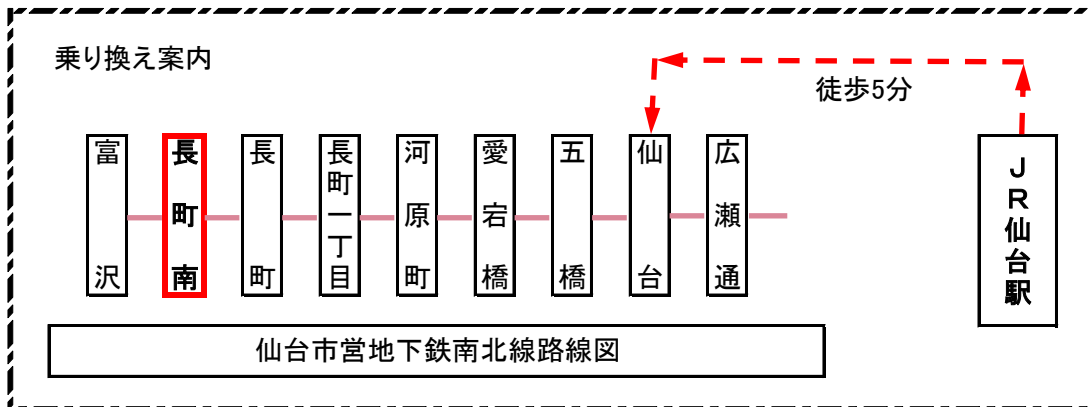 乗り換え案内
徒歩5分
富沢
長町南
長町
長町一丁目
河原町
愛宕橋
五橋
仙台
広瀬通
JR仙台駅
仙台市営地下鉄南北線路線図